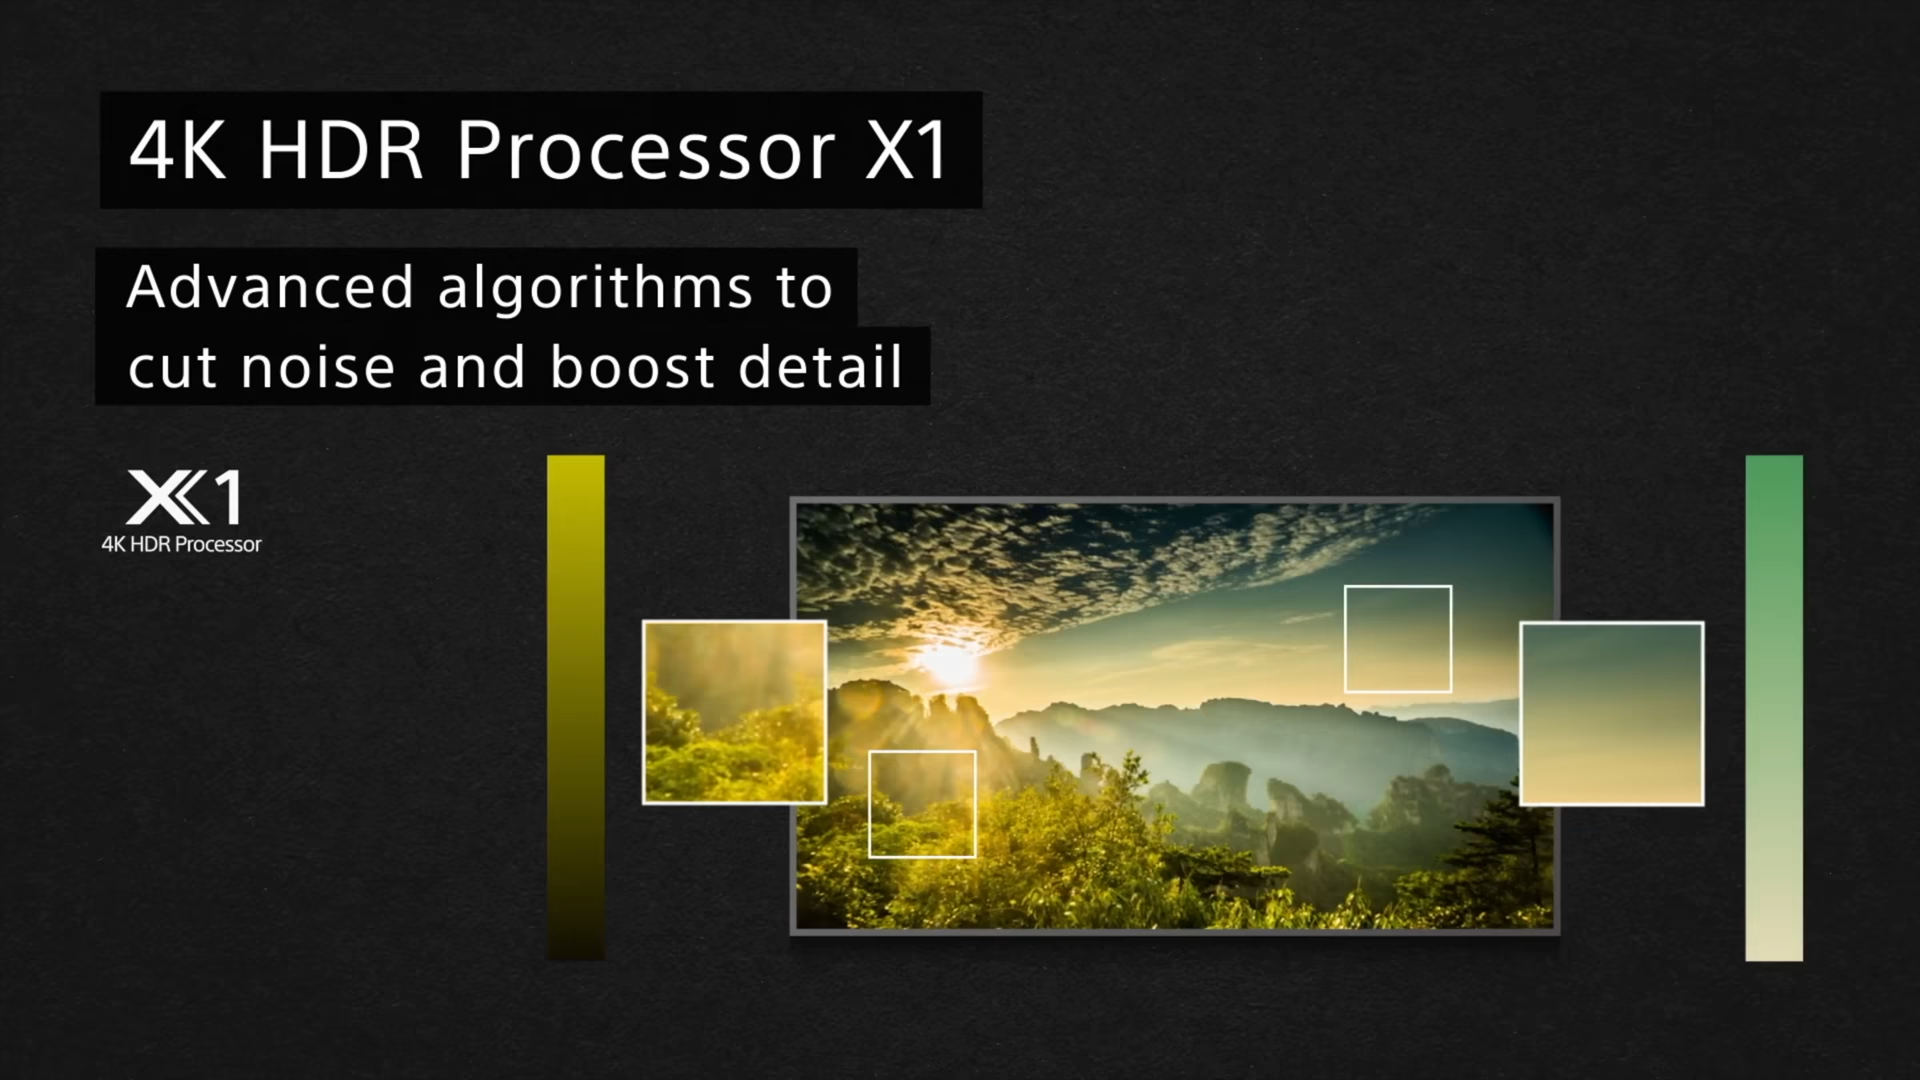 4K HDR Processor X1
Advanced algorithms to
cut noise and boost detail
X1
4K HDR Processor